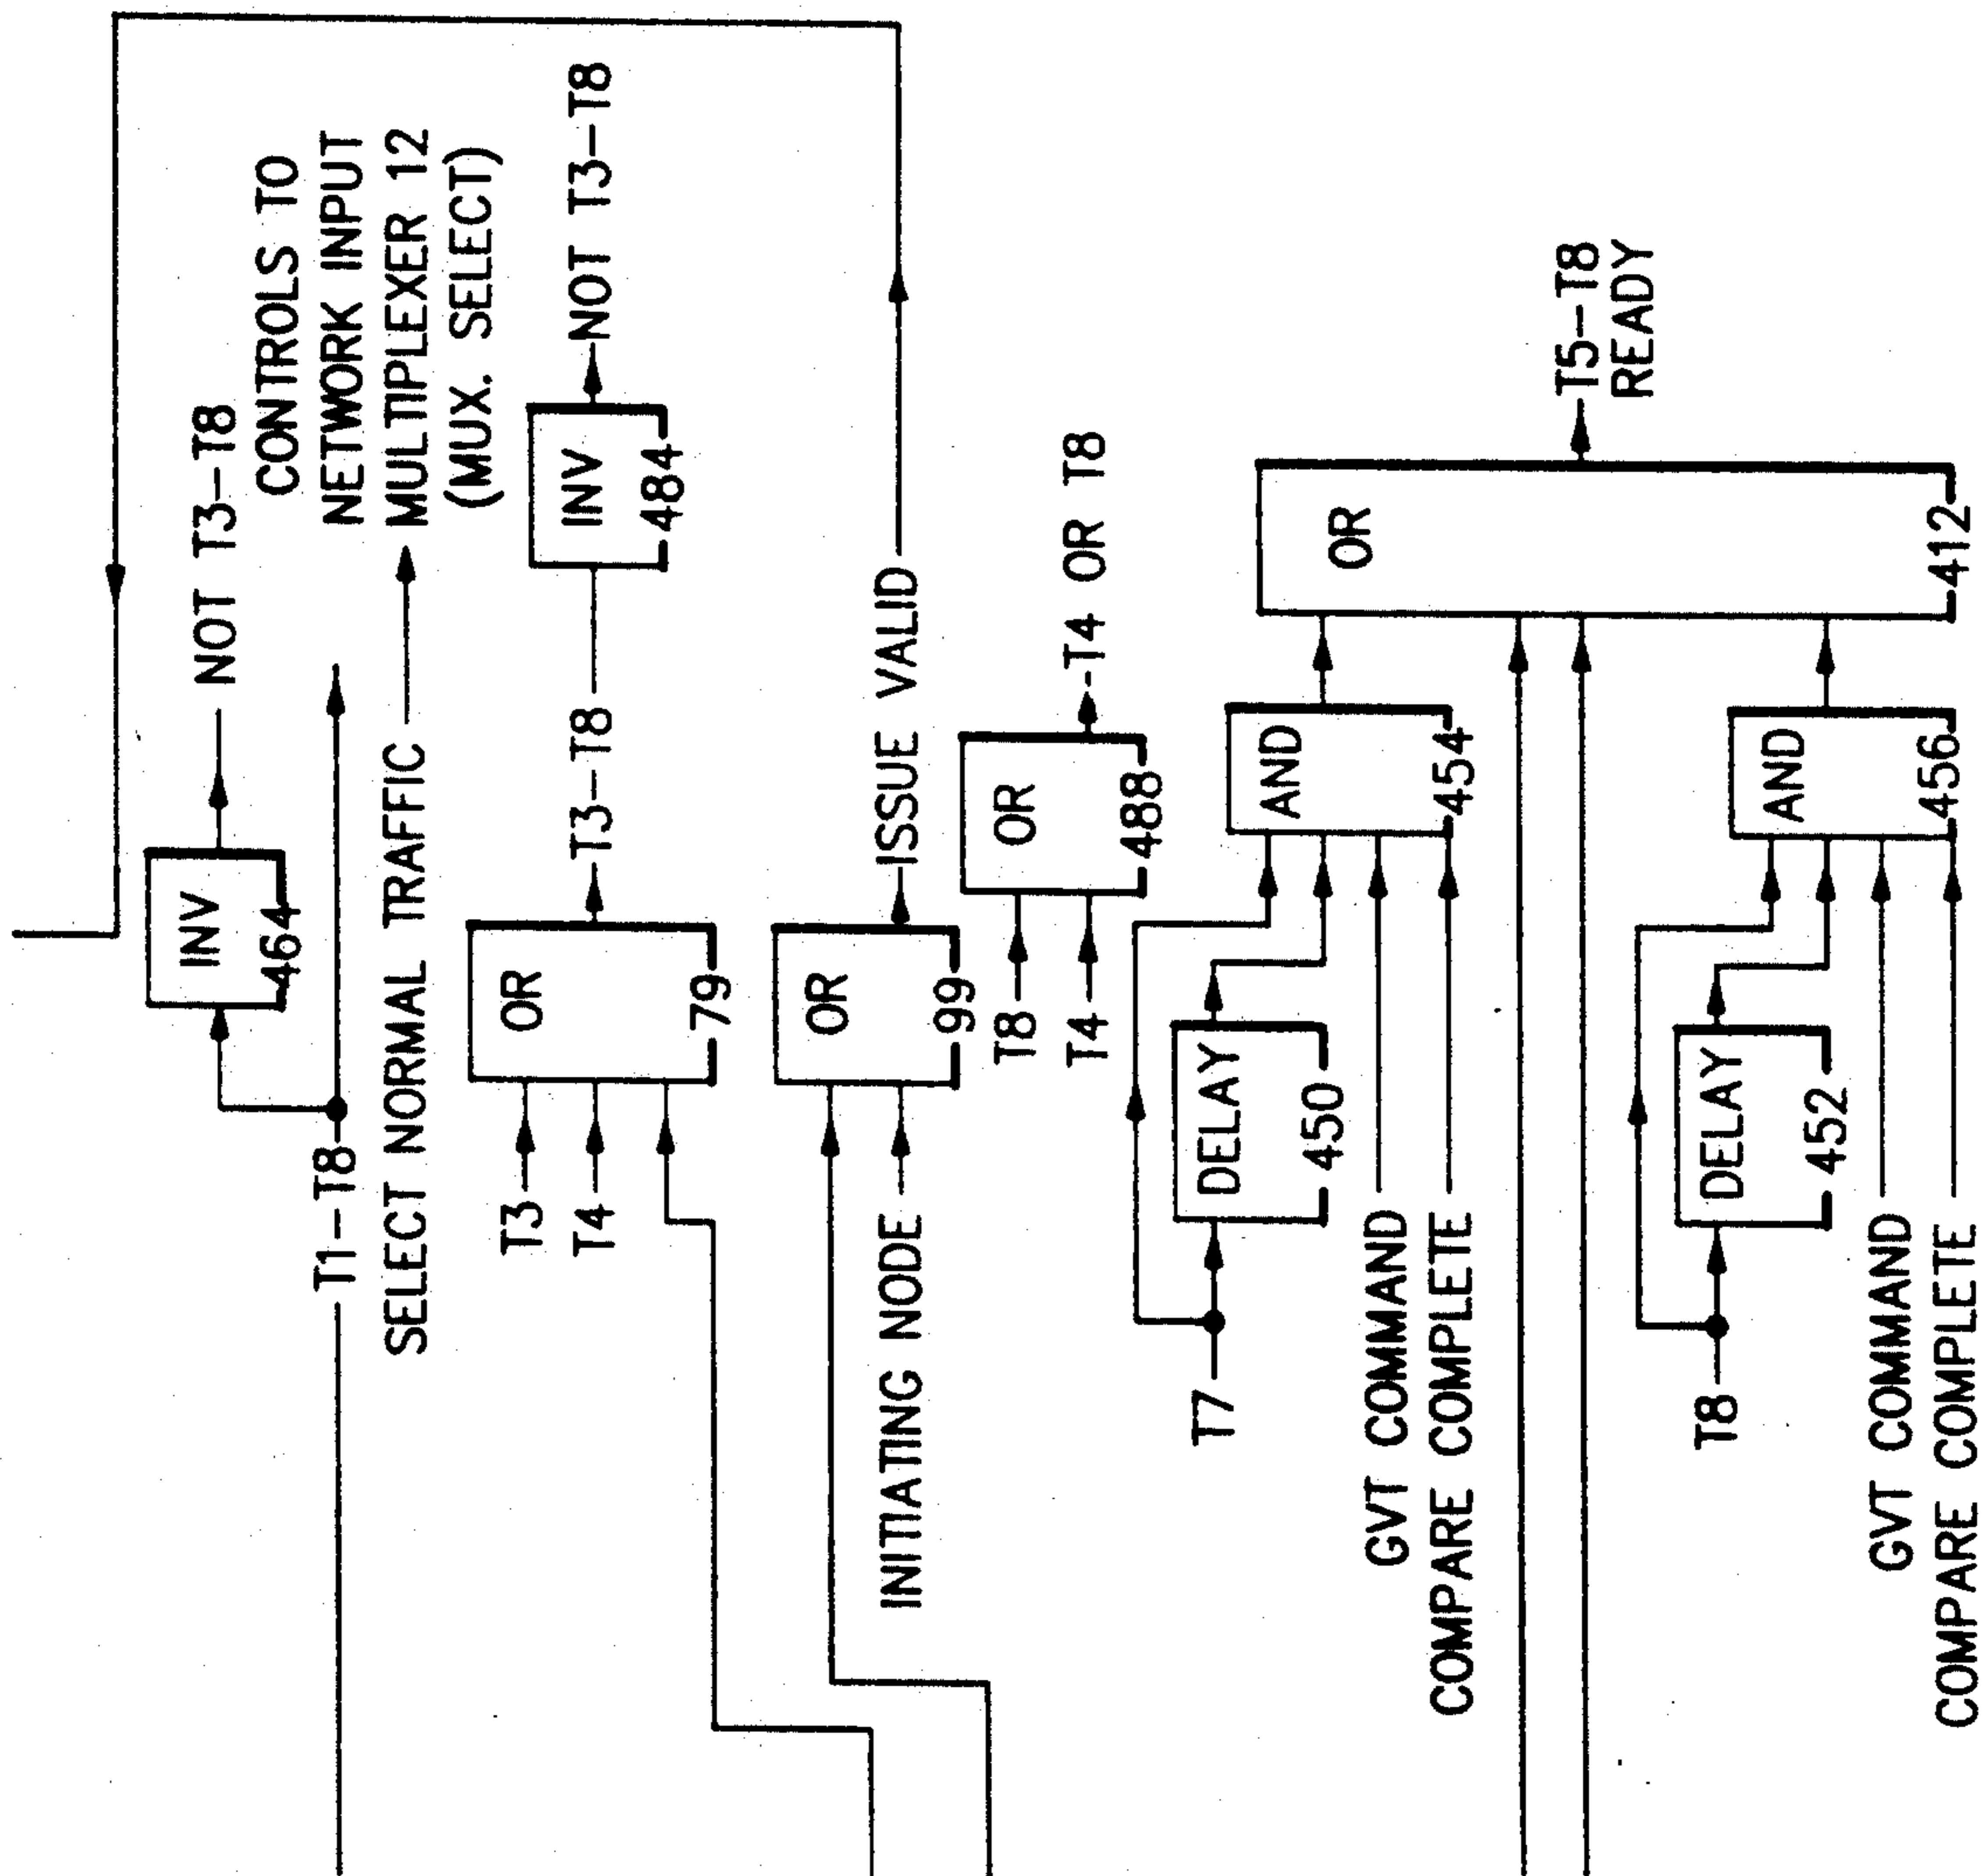 NOT T3-T8
CONTROLS TO
NETWORK INPUT
MULTIPLEXER 12
(MUX. SELECT)
INV
464
T1-T8
SELECT NORMAL TRAFFIC
T3
T4
OR
79
T3-T8
INV
484
NOT T3-T8
INITIATING NODE
OR
99
ISSUE VALID
T8
T4
OR
488
T4 OR T8
T7
DELAY
450
GVT COMMAND
COMPARE COMPLETE
AND
454
OR
412
T5-T8
READY
T8
DELAY
452
GVT COMMAND
COMPARE COMPLETE
AND
456